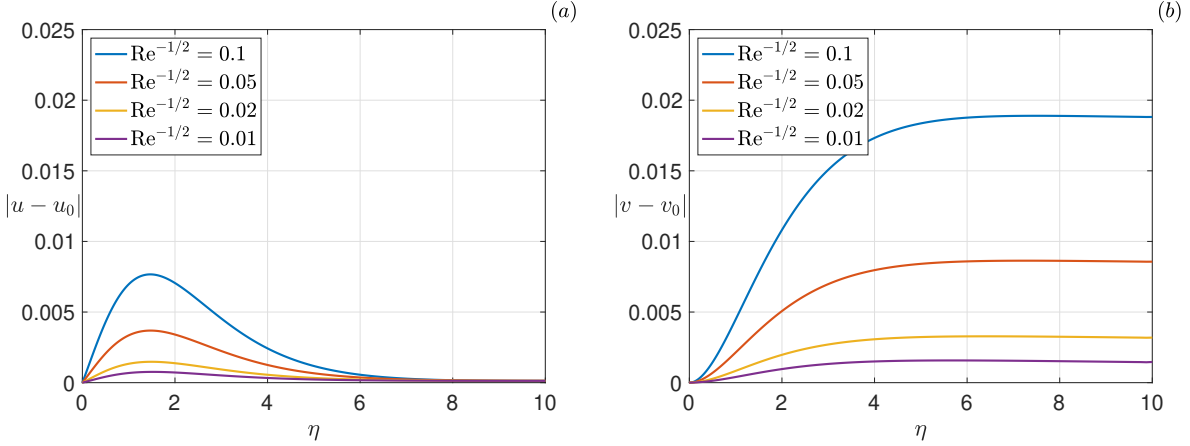 (a)
0.025
0.02
0.015
0.01
0.005
0
|u − u₀|
Re⁻¹/² = 0.1
Re⁻¹/² = 0.05
Re⁻¹/² = 0.02
Re⁻¹/² = 0.01
0 2 4 6 8 10
η
(b)
0.025
0.02
0.015
0.01
0.005
0
|v − v₀|
Re⁻¹/² = 0.1
Re⁻¹/² = 0.05
Re⁻¹/² = 0.02
Re⁻¹/² = 0.01
0 2 4 6 8 10
η